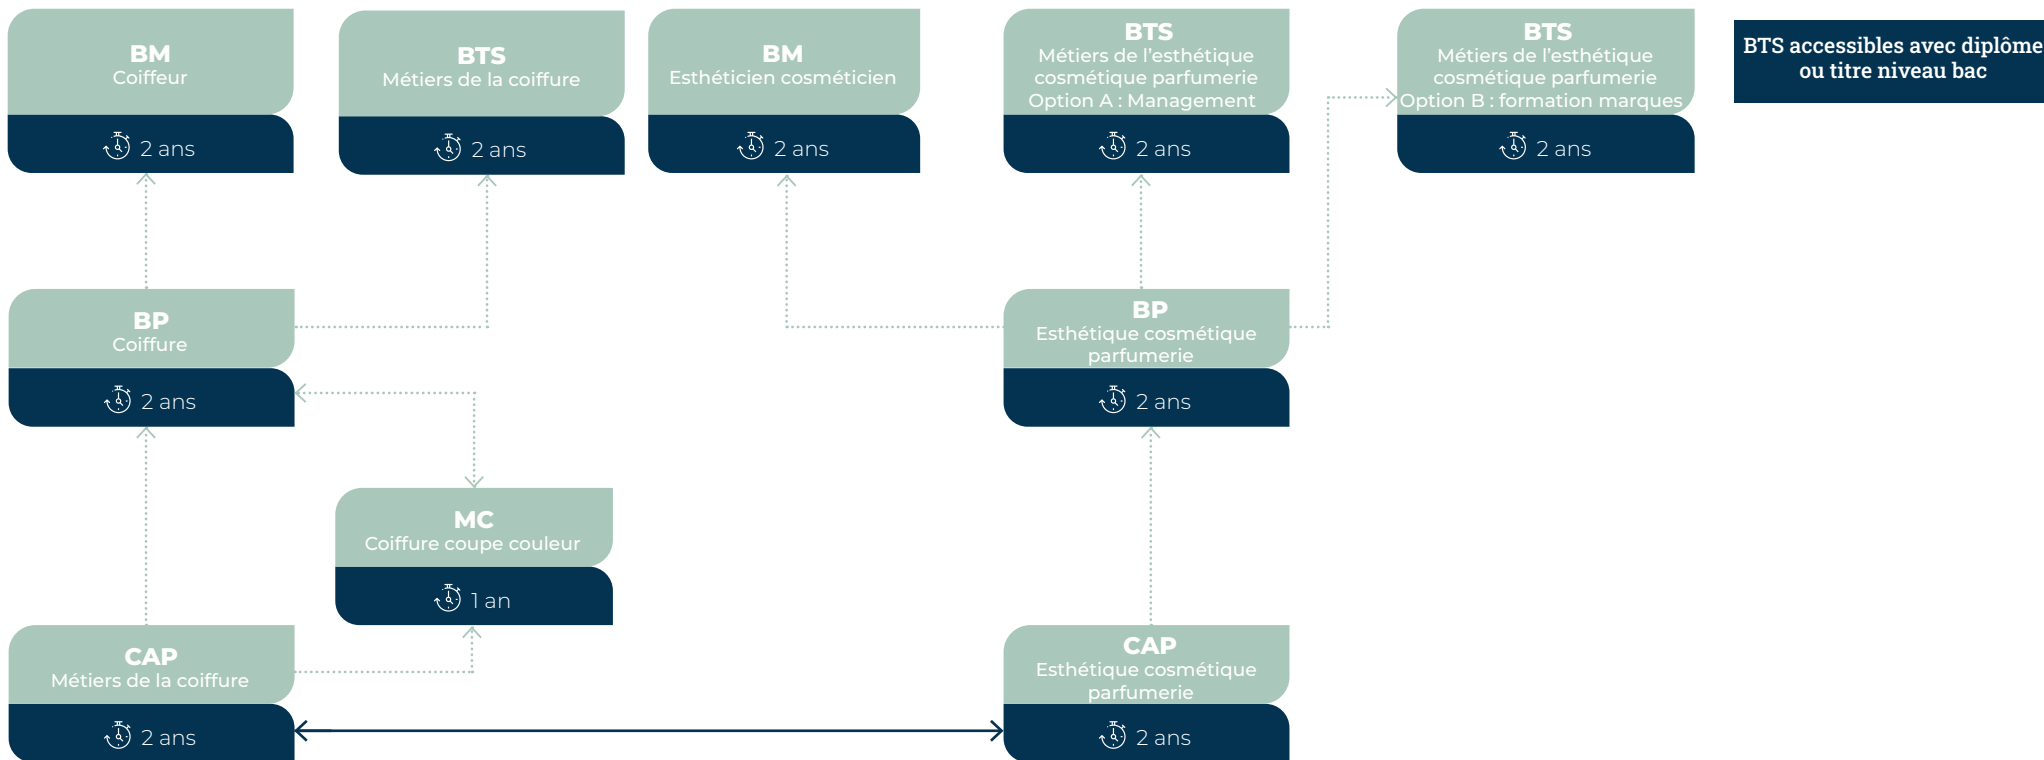 BM
Coiffeur
2 ans
BTS
Métiers de la coiffure
2 ans
BM
Esthéticien cosméticien
2 ans
BTS
Métiers de l’esthétique
cosmétique parfumerie
Option A : Management
2 ans
BTS
Métiers de l’esthétique
cosmétique parfumerie
Option B : formation marques
2 ans
BTS accessibles avec diplôme
ou titre niveau bac
BP
Coiffure
2 ans
BP
Esthétique cosmétique
parfumerie
2 ans
MC
Coiffure coupe couleur
1 an
CAP
Métiers de la coiffure
2 ans
CAP
Esthétique cosmétique
parfumerie
2 ans